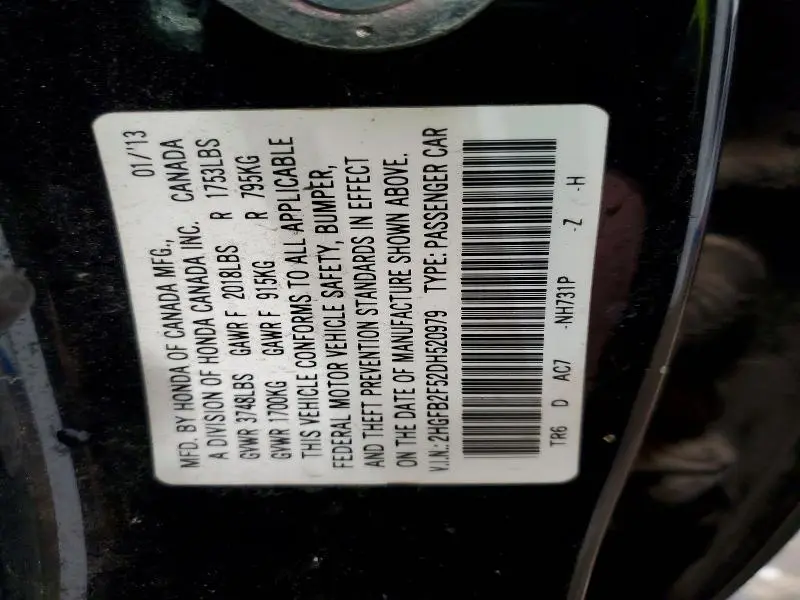 MFD. BY HONDA OF CANADA MFG., 01/'13
A DIVISION OF HONDA CANADA INC. CANADA
GVWR 3748LBS GAWR F 2018LBS R 1753LBS
GVWR 1700KG GAWR F 915KG R 795KG
THIS VEHICLE CONFORMS TO ALL APPLICABLE
FEDERAL MOTOR VEHICLE SAFETY, BUMPER,
AND THEFT PREVENTION STANDARDS IN EFFECT
ON THE DATE OF MANUFACTURE SHOWN ABOVE.
V.I.N.:2HGFB2F52DH520979 TYPE: PASSENGER CAR
TR6 D AC7 -NH731P -Z -H